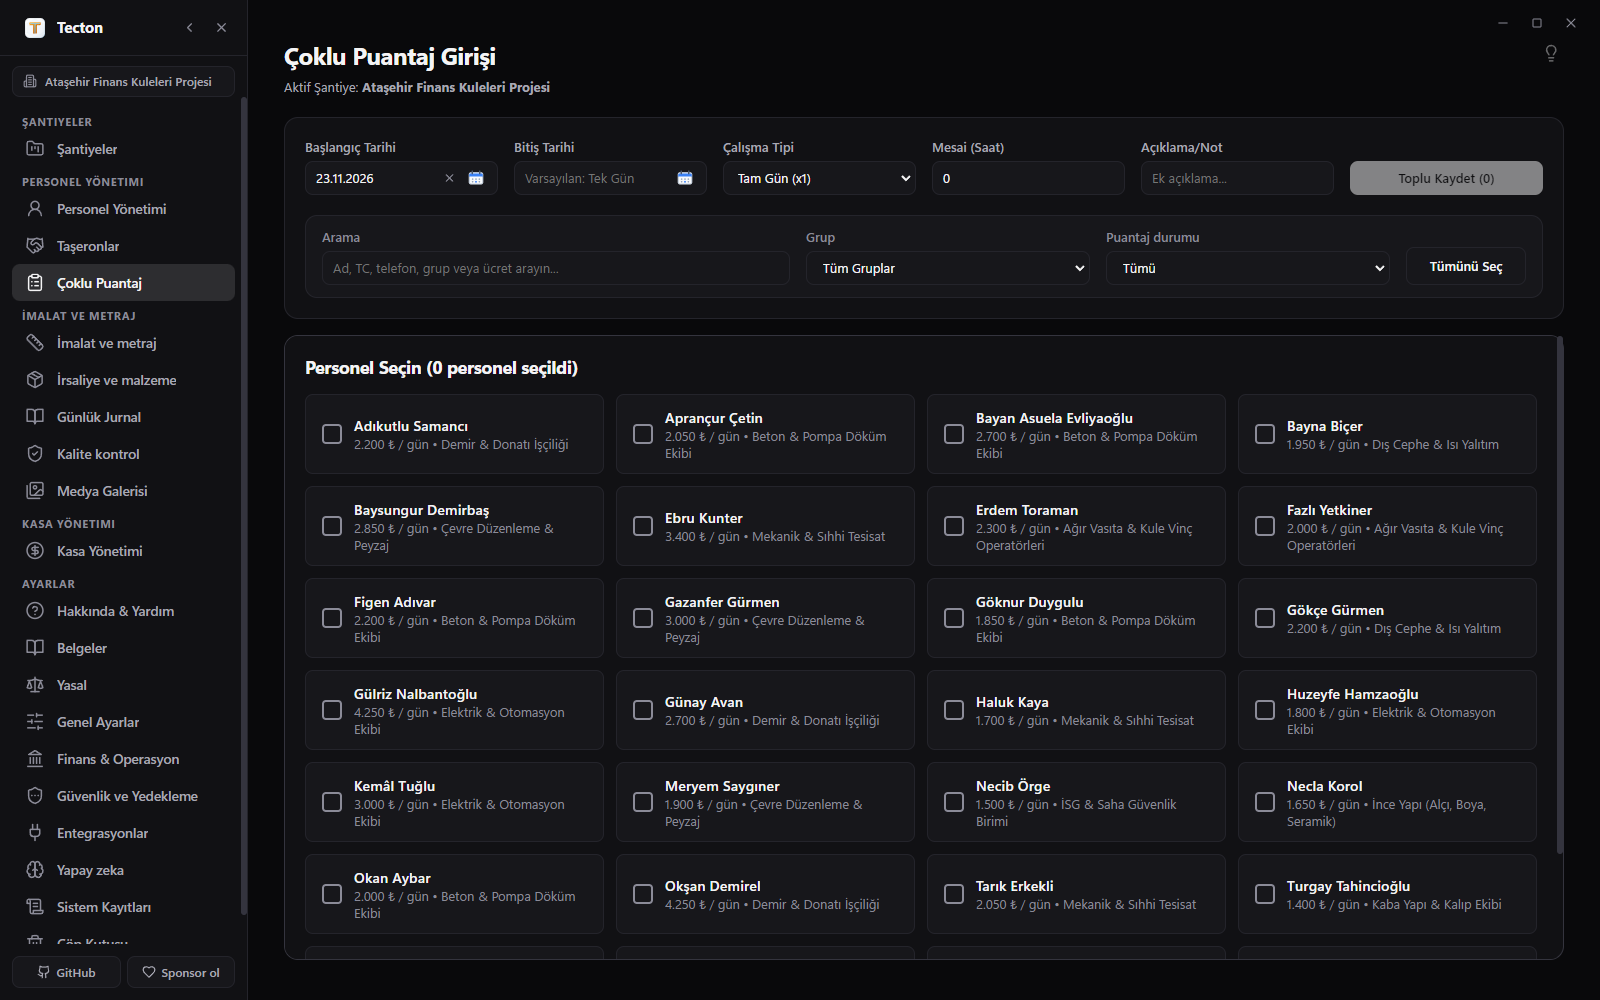 Tecton
Ataşehir Finans Kuleleri Projesi
ŞANTİYELER
Şantiyeler
PERSONEL YÖNETIMI
Personel Yönetimi
Taşeronlar
Çoklu Puantaj
İMALAT VE METRAJ
İmalat ve metraj
İrsaliye ve malzeme
Günlük Jurnal
Kalite kontrol
Medya Galerisi
KASA YÖNETIMI
Kasa Yönetimi
AYARLAR
Hakkında & Yardım
Belgeler
Yasal
Genel Ayarlar
Finans & Operasyon
Güvenlik ve Yedekleme
Entegrasyonlar
Yapay zeka
Sistem Kayıtları
Çöp Kutusu
GitHub
Sponsor ol
Çoklu Puantaj Girişi
Aktif Şantiye: Ataşehir Finans Kuleleri Projesi
Başlangıç Tarihi
23.11.2026
Bitiş Tarihi
Varsayılan: Tek Gün
Çalışma Tipi
Tam Gün (x1)
Mesai (Saat)
0
Açıklama/Not
Ek açıklama...
Toplu Kaydet (0)
Arama
Ad, TC, telefon, grup veya ücret arayın...
Grup
Tüm Gruplar
Puantaj durumu
Tümü
Tümünü Seç
Personel Seçin (0 personel seçildi)
Adıkutlu Samancı
2.200 ₺ / gün • Demir & Donatı İşçiliği
Aprançur Çetin
2.050 ₺ / gün • Beton & Pompa Döküm
Ekibi
Bayan Asuela Evliyaoğlu
2.700 ₺ / gün • Beton & Pompa Döküm
Ekibi
Bayna Biçer
1.950 ₺ / gün • Dış Cephe & Isı Yalıtım
Baysungur Demirbaş
2.850 ₺ / gün • Çevre Düzenleme &
Peyzaj
Ebru Kunter
3.400 ₺ / gün • Mekanik & Sıhhi Tesisat
Erdem Toraman
2.300 ₺ / gün • Ağır Vasıta & Kule Vinç
Operatörleri
Fazlı Yetkiner
2.000 ₺ / gün • Ağır Vasıta & Kule Vinç
Operatörleri
Figen Adıvar
2.200 ₺ / gün • Beton & Pompa Döküm
Ekibi
Gazanfer Gürmen
3.000 ₺ / gün • Çevre Düzenleme &
Peyzaj
Göknur Duygulu
1.850 ₺ / gün • Beton & Pompa Döküm
Ekibi
Gökçe Gürmen
2.200 ₺ / gün • Dış Cephe & Isı Yalıtım
Gülriz Nalbantoğlu
4.250 ₺ / gün • Elektrik & Otomasyon
Ekibi
Günay Avan
2.700 ₺ / gün • Demir & Donatı İşçiliği
Haluk Kaya
1.700 ₺ / gün • Mekanik & Sıhhi Tesisat
Huzeyfe Hamzaoğlu
1.800 ₺ / gün • Elektrik & Otomasyon
Ekibi
Kemâl Tuğlu
3.000 ₺ / gün • Elektrik & Otomasyon
Ekibi
Meryem Saygıner
1.900 ₺ / gün • Çevre Düzenleme &
Peyzaj
Necib Örge
1.500 ₺ / gün • İSG & Saha Güvenlik
Birimi
Necla Korol
1.650 ₺ / gün • İnce Yapı (Alçı, Boya,
Seramik)
Okan Aybar
2.000 ₺ / gün • Beton & Pompa Döküm
Ekibi
Okşan Demirel
4.250 ₺ / gün • Demir & Donatı İşçiliği
Tarık Erkekli
2.050 ₺ / gün • Mekanik & Sıhhi Tesisat
Turgay Tahincioğlu
1.400 ₺ / gün • Kaba Yapı & Kalıp Ekibi